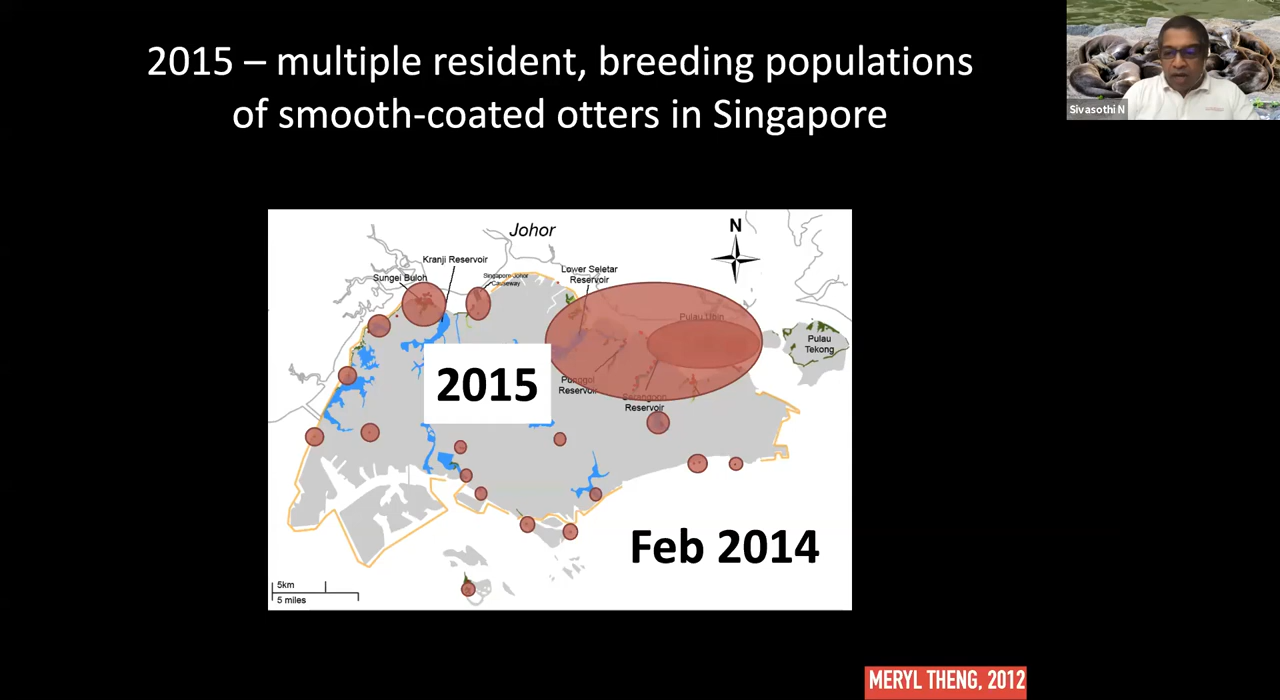 2015 – multiple resident, breeding populations
of smooth-coated otters in Singapore
Sivasothi N
Johor
N
Kranji Reservoir
Sungei Buloh
Singapore-Johor
Causeway
Lower Seletar
Reservoir
Pulau Ubin
Pulau
Tekong
2015
Punggol
Reservoir
Serangoon
Reservoir
Feb 2014
5km
5 miles
MERYL THENG, 2012